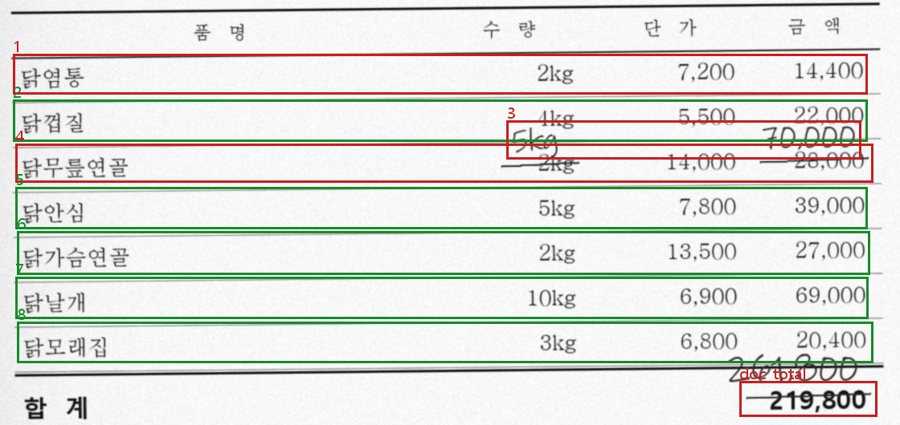 품 명 수 량 단 가 금 액
1
닭염통 2kg 7,200 14,400
2
닭껍질 4kg 5,500 22,000
3
5kg 70,000
4
닭무릎연골 2kg 14,000 28,000
5
닭안심 5kg 7,800 39,000
6
닭가슴연골 2kg 13,500 27,000
7
닭날개 10kg 6,900 69,000
8
닭모래집 3kg 6,800 20,400
261,800
doc total
합 계 219,800